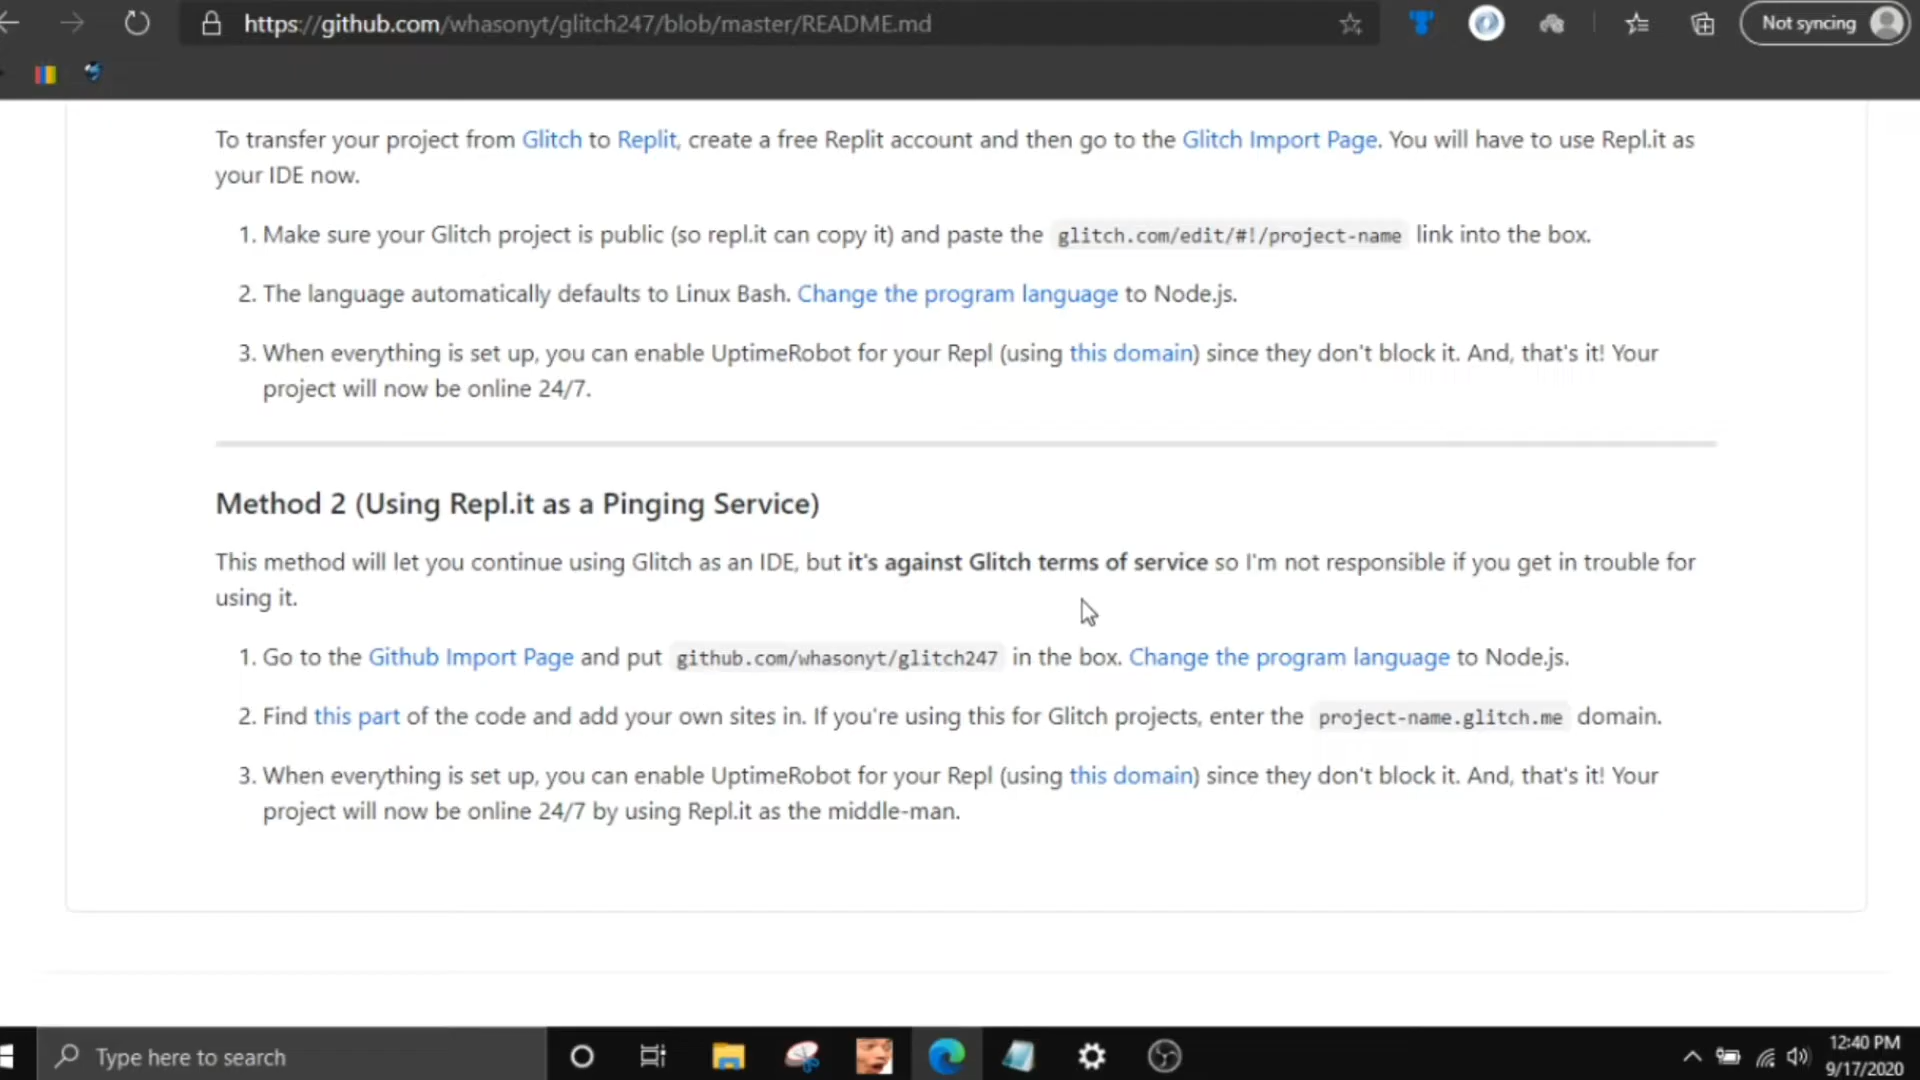 https://github.com/whasonyt/glitch247/blob/master/README.md
Not syncing
To transfer your project from Glitch to Replit, create a free Replit account and then go to the Glitch Import Page. You will have to use Repl.it as
your IDE now.
1. Make sure your Glitch project is public (so repl.it can copy it) and paste the glitch.com/edit/#!/project-name link into the box.
2. The language automatically defaults to Linux Bash. Change the program language to Node.js.
3. When everything is set up, you can enable UptimeRobot for your Repl (using this domain) since they don't block it. And, that's it! Your
project will now be online 24/7.
Method 2 (Using Repl.it as a Pinging Service)
This method will let you continue using Glitch as an IDE, but it's against Glitch terms of service so I'm not responsible if you get in trouble for
using it.
1. Go to the Github Import Page and put github.com/whasonyt/glitch247 in the box. Change the program language to Node.js.
2. Find this part of the code and add your own sites in. If you're using this for Glitch projects, enter the project-name.glitch.me domain.
3. When everything is set up, you can enable UptimeRobot for your Repl (using this domain) since they don't block it. And, that's it! Your
project will now be online 24/7 by using Repl.it as the middle-man.
Type here to search
12:40 PM
9/17/2020